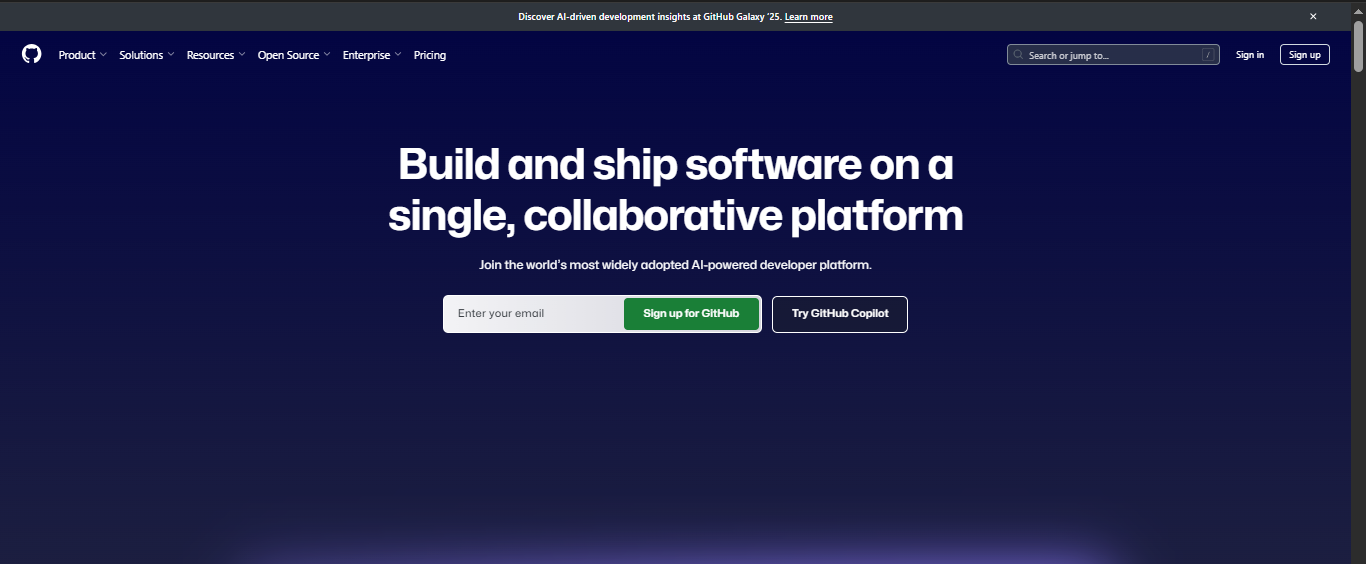 Discover AI-driven development insights at GitHub Galaxy '25. Learn more
Product Solutions Resources Open Source Enterprise Pricing Search or jump to... / Sign in Sign up
Build and ship software on a
single, collaborative platform
Join the world's most widely adopted AI-powered developer platform.
Enter your email Sign up for GitHub Try GitHub Copilot